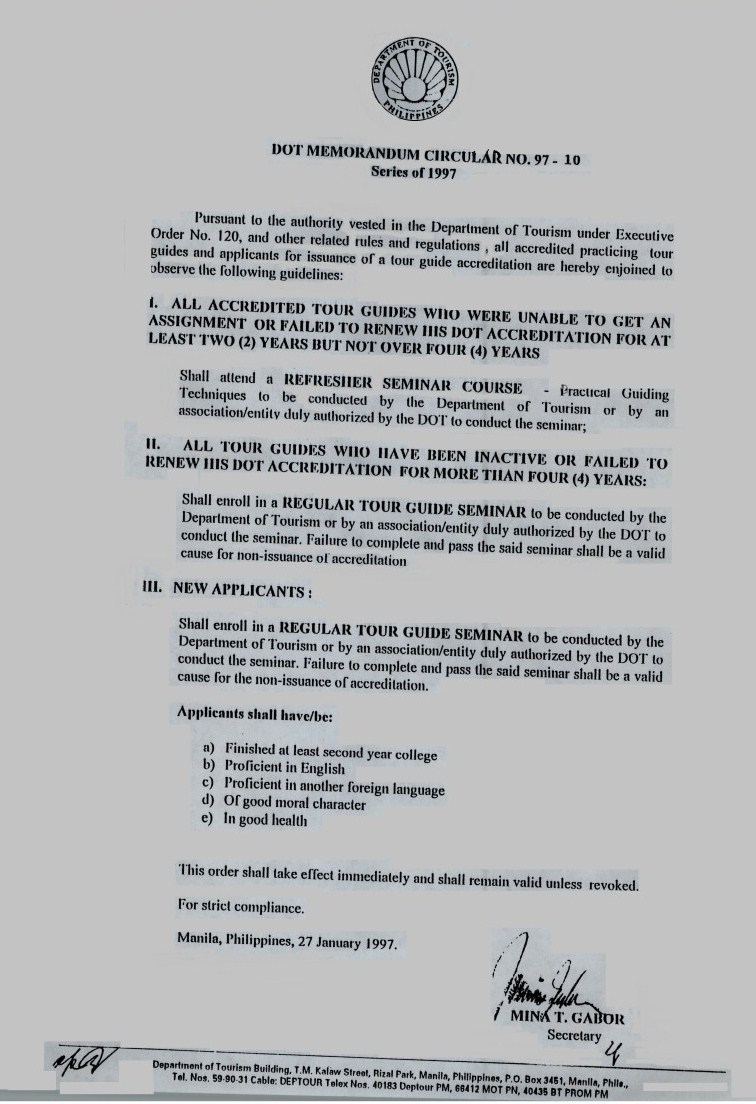 DEPARTMENT OF TOURISM
PHILIPPINES
DOT MEMORANDUM CIRCULAR NO. 97 - 10
Series of 1997
Pursuant to the authority vested in the Department of Tourism under Executive
Order No. 120, and other related rules and regulations , all accredited practicing tour
guides and applicants for issuance of a tour guide accreditation are hereby enjoined to
observe the following guidelines:
I. ALL ACCREDITED TOUR GUIDES WHO WERE UNABLE TO GET AN
ASSIGNMENT OR FAILED TO RENEW HIS DOT ACCREDITATION FOR AT
LEAST TWO (2) YEARS BUT NOT OVER FOUR (4) YEARS
Shall attend a REFRESHER SEMINAR COURSE - Practical Guiding
Techniques to be conducted by the Department of Tourism or by an
association/entity duly authorized by the DOT to conduct the seminar;
II. ALL TOUR GUIDES WHO HAVE BEEN INACTIVE OR FAILED TO
RENEW HIS DOT ACCREDITATION FOR MORE THAN FOUR (4) YEARS:
Shall enroll in a REGULAR TOUR GUIDE SEMINAR to be conducted by the
Department of Tourism or by an association/entity duly authorized by the DOT to
conduct the seminar. Failure to complete and pass the said seminar shall be a valid
cause for non-issuance of accreditation
III. NEW APPLICANTS :
Shall enroll in a REGULAR TOUR GUIDE SEMINAR to be conducted by the
Department of Tourism or by an association/entity duly authorized by the DOT to
conduct the seminar. Failure to complete and pass the said seminar shall be a valid
cause for the non-issuance of accreditation.
Applicants shall have/be:
a) Finished at least second year college
b) Proficient in English
c) Proficient in another foreign language
d) Of good moral character
e) In good health
This order shall take effect immediately and shall remain valid unless revoked.
For strict compliance.
Manila, Philippines, 27 January 1997.
MINA T. GABOR
Secretary
Department of Tourism Building, T.M. Kalaw Street, Rizal Park, Manila, Philippines, P.O. Box 3451, Manila, Phils.,
Tel. Nos. 59-90-31 Cable: DEPTOUR Telex Nos. 40183 Deptour PM, 66412 MOT PN, 40435 BT PROM PM